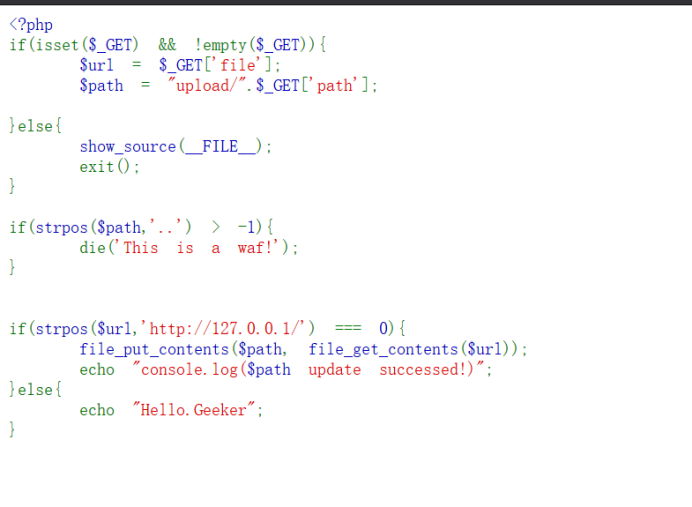 <?php
if(isset($_GET) && !empty($_GET)){
$url = $_GET['file'];
$path = "upload/".$_GET['path'];
}else{
show_source(__FILE__);
exit();
}
if(strpos($path,'..') > -1){
die('This is a waf!');
}
if(strpos($url,'http://127.0.0.1/') === 0){
file_put_contents($path, file_get_contents($url));
echo "console.log($path update successed!)";
}else{
echo "Hello.Geeker";
}